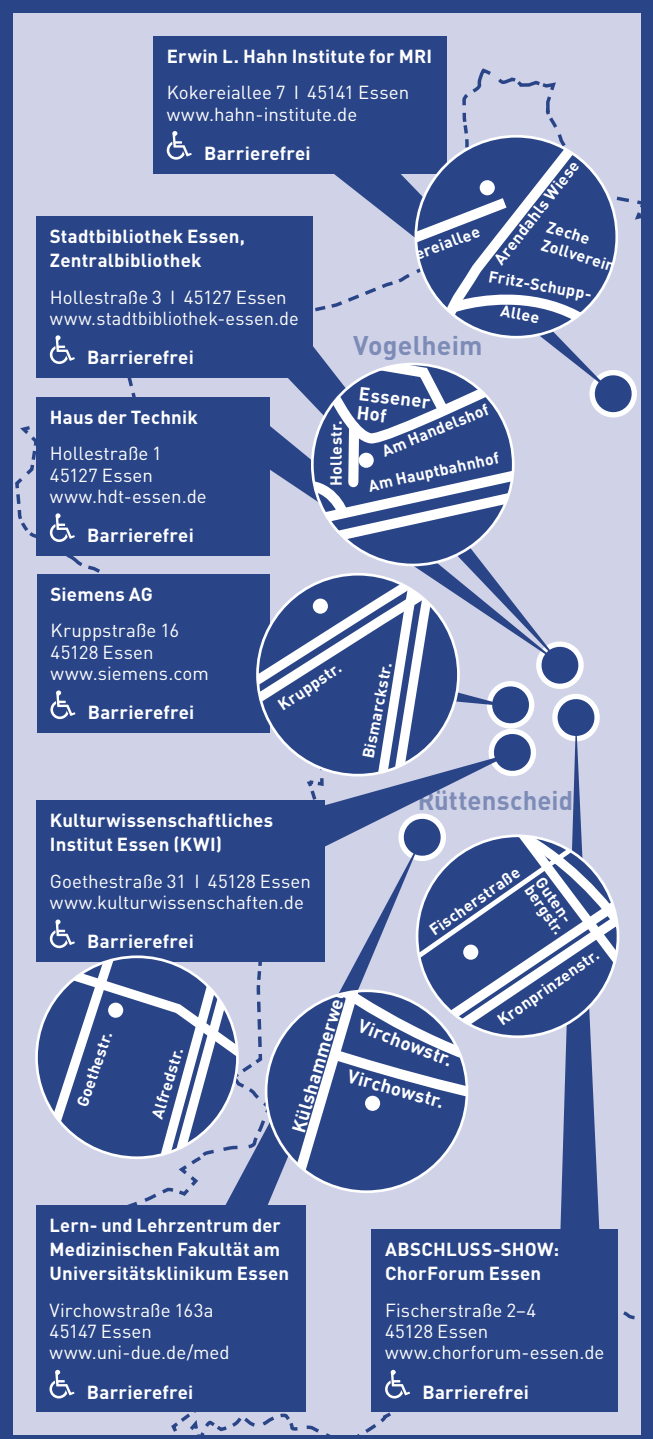 Erwin L. Hahn Institute for MRI
Kokereiallee 7 I 45141 Essen
www.hahn-institute.de
Barrierefrei
ereiallee
Arendahls Wiese
Zeche
Zollverein
Fritz-Schupp-
Allee
Stadtbibliothek Essen,
Zentralbibliothek
Hollestraße 3 I 45127 Essen
www.stadtbibliothek-essen.de
Barrierefrei
Vogelheim
Essener
Hof
Hollestr.
Am Handelshof
Am Hauptbahnhof
Haus der Technik
Hollestraße 1
45127 Essen
www.hdt-essen.de
Barrierefrei
Siemens AG
Kruppstraße 16
45128 Essen
www.siemens.com
Barrierefrei
Kruppstr.
Bismarckstr.
Rüttenscheid
Kulturwissenschaftliches
Institut Essen (KWI)
Goethestraße 31 I 45128 Essen
www.kulturwissenschaften.de
Barrierefrei
Fischerstraße
Guten-
bergstr.
Kronprinzenstr.
Goethestr.
Alfredstr.
Külshammerwe
Virchowstr.
Virchowstr.
Lern- und Lehrzentrum der
Medizinischen Fakultät am
Universitätsklinikum Essen
Virchowstraße 163a
45147 Essen
www.uni-due.de/med
Barrierefrei
ABSCHLUSS-SHOW:
ChorForum Essen
Fischerstraße 2–4
45128 Essen
www.chorforum-essen.de
Barrierefrei